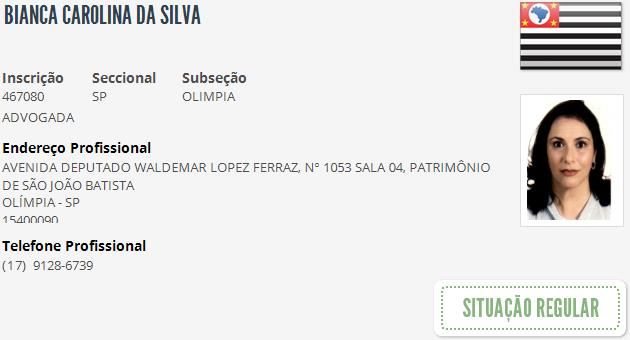 BIANCA CAROLINA DA SILVA
Inscrição Seccional Subseção
467080 SP OLIMPIA
ADVOGADA
Endereço Profissional
AVENIDA DEPUTADO WALDEMAR LOPEZ FERRAZ, Nº 1053 SALA 04, PATRIMÔNIO
DE SÃO JOÃO BATISTA
OLÍMPIA - SP
15400090
Telefone Profissional
(17) 9128-6739
SITUAÇÃO REGULAR